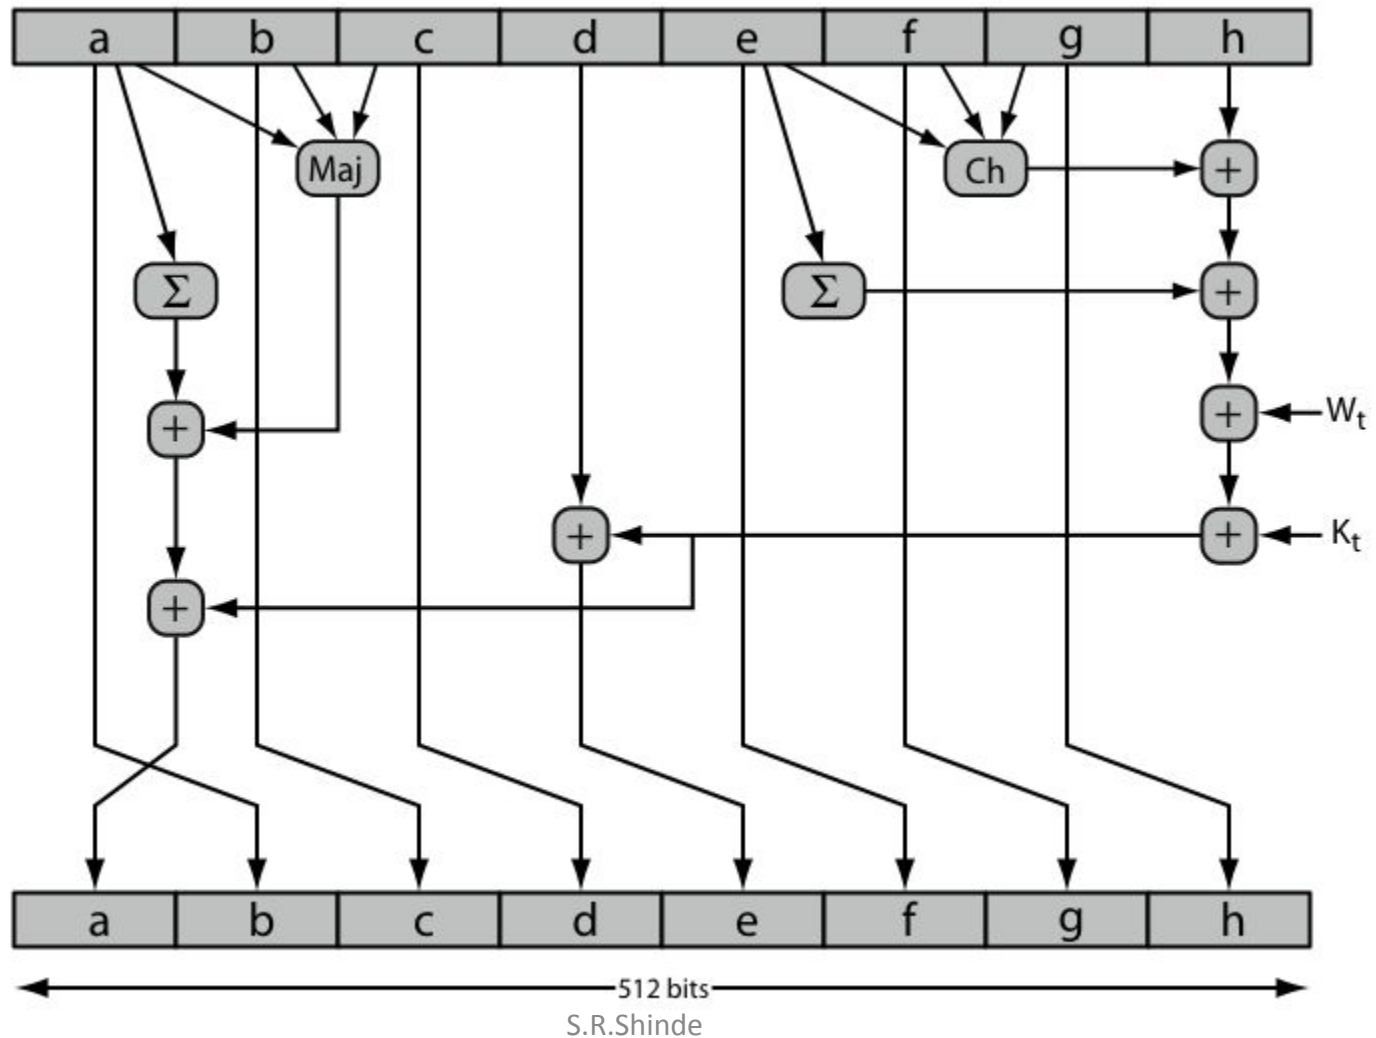 a b c d e f g h
Maj Ch +
Σ Σ +
+ + Wt
+ + Kt
+
a b c d e f g h
512 bits
S.R.Shinde